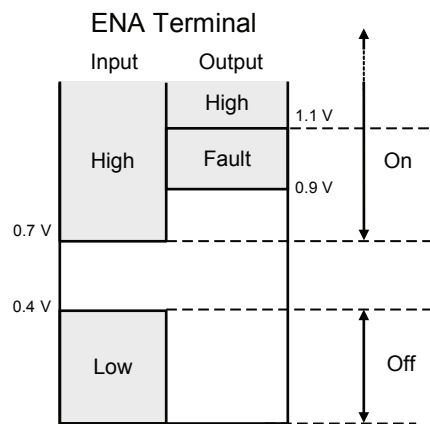 ENA Terminal
Input Output
High
1.1 V
High Fault On
0.9 V
0.7 V
0.4 V
Low Off